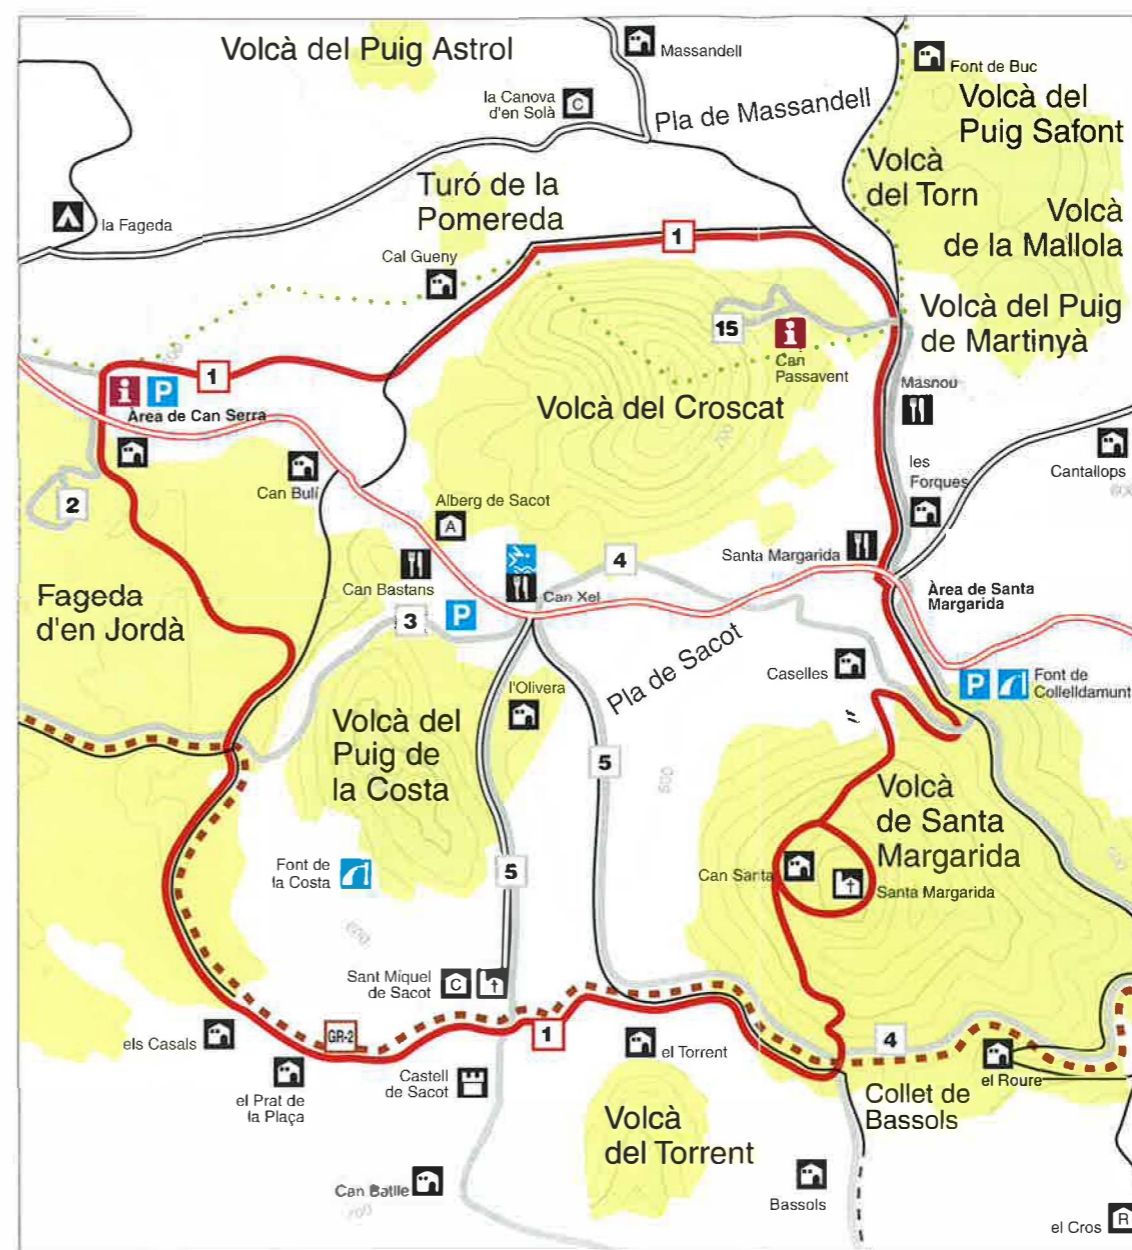 Volcà del Puig Astrol
Massandell
Font de Buc
la Canova
d'en Solà
C
Pla de Massandell
Volcà del
Puig Safont
Volcà
del Torn
Turó de la
Pomereda
Volcà
de la Mallola
la Fageda
1
Cal Gueny
15
i
Can
Passavent
Volcà del Puig
de Martinyà
1
i P
Àrea de Can Serra
Volcà del Croscat
700
Masnou
les
Forques
Cantallops
600
2
Can Bulí
Alberg de Sacot
A
Can Bastans
Can Xel
4
Santa Margarida
Àrea de Santa
Margarida
Fageda
d'en Jordà
3
P
Pla de Sacot
Caselles
P
Font de
Collelldamunt
l'Olivera
Volcà del
Puig de
la Costa
5
600
Volcà
de Santa
Margarida
Font de
la Costa
5
Can Santa
Santa Margarida
600
600
Sant Miquel
de Sacot
C
els Casals
GR-2
1
el Torrent
4
el Roure
el Prat de
la Plaça
Castell
de Sacot
Collet de
Bassols
Volcà
del Torrent
Can Batlle
700
Bassols
el Cros
R